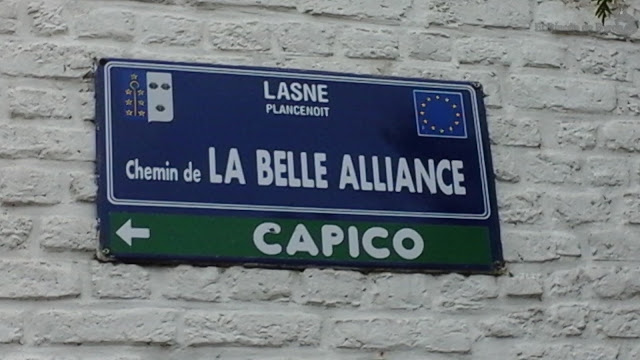 LASNE
PLANCENOIT
Chemin de LA BELLE ALLIANCE
CAPICO